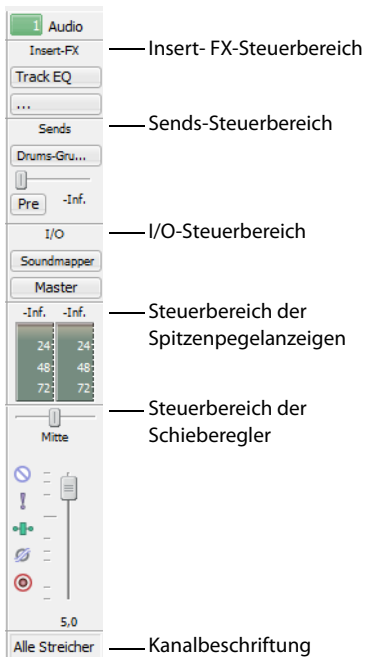 1 Audio
Insert-FX
Insert- FX-Steuerbereich
Track EQ
...
Sends
Sends-Steuerbereich
Drums-Gru...
Pre -Inf.
I/O
I/O-Steuerbereich
Soundmapper
Master
-Inf. -Inf.
24 24
48 48
72 72
Steuerbereich der
Spitzenpegelanzeigen
Mitte
Steuerbereich der
Schieberegler
5,0
Alle Streicher
Kanalbeschriftung